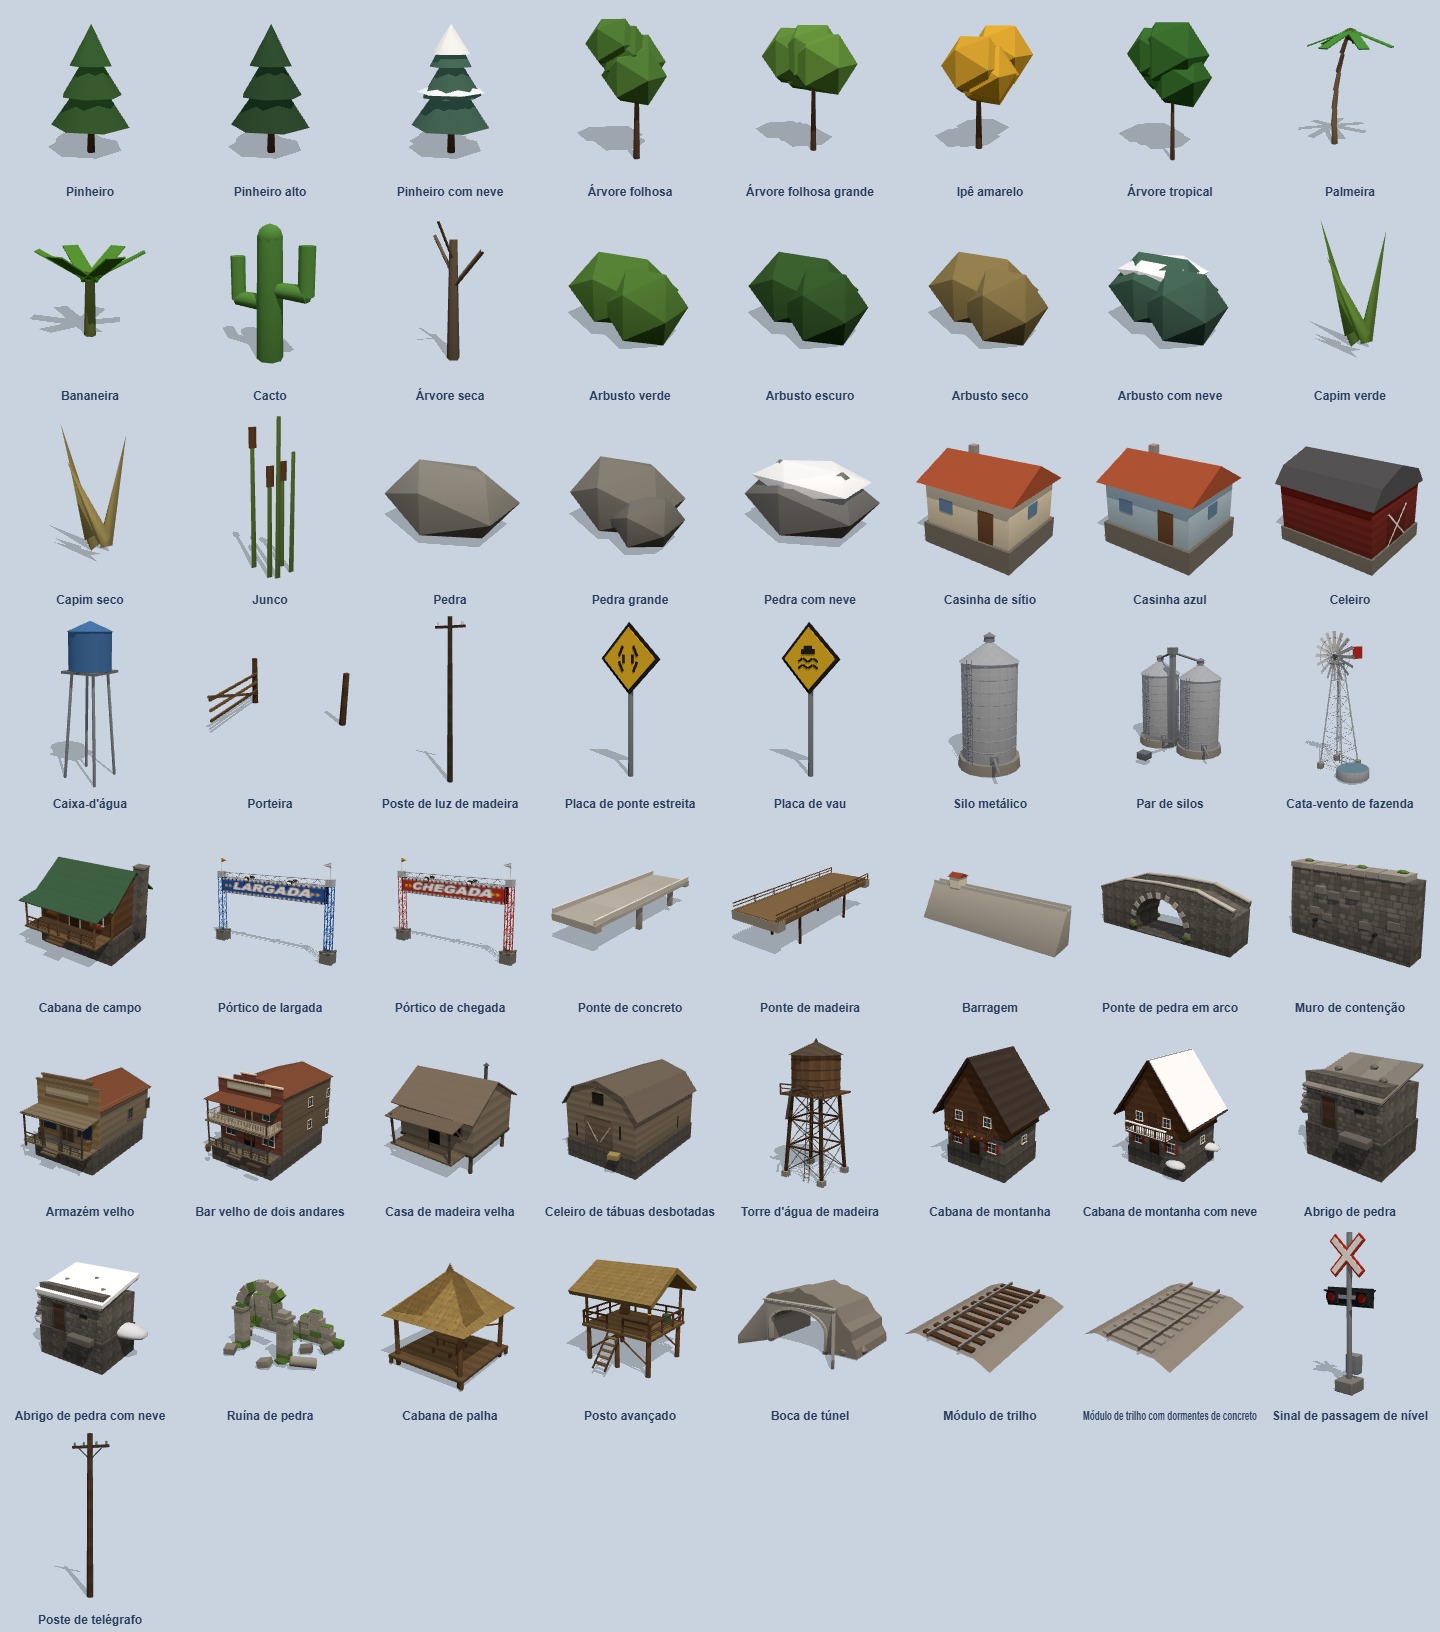 Pinheiro
Pinheiro alto
Pinheiro com neve
Árvore folhosa
Árvore folhosa grande
Ipê amarelo
Árvore tropical
Palmeira
Bananeira
Cacto
Árvore seca
Arbusto verde
Arbusto escuro
Arbusto seco
Arbusto com neve
Capim verde
Capim seco
Junco
Pedra
Pedra grande
Pedra com neve
Casinha de sítio
Casinha azul
Celeiro
Caixa-d'água
Porteira
Poste de luz de madeira
Placa de ponte estreita
Placa de vau
Silo metálico
Par de silos
Cata-vento de fazenda
LARGADA
CHEGADA
Cabana de campo
Pórtico de largada
Pórtico de chegada
Ponte de concreto
Ponte de madeira
Barragem
Ponte de pedra em arco
Muro de contenção
Armazém velho
Bar velho de dois andares
Casa de madeira velha
Celeiro de tábuas desbotadas
Torre d'água de madeira
Cabana de montanha
Cabana de montanha com neve
Abrigo de pedra
Abrigo de pedra com neve
Ruína de pedra
Cabana de palha
Posto avançado
Boca de túnel
Módulo de trilho
Módulo de trilho com dormentes de concreto
Sinal de passagem de nível
Poste de telégrafo